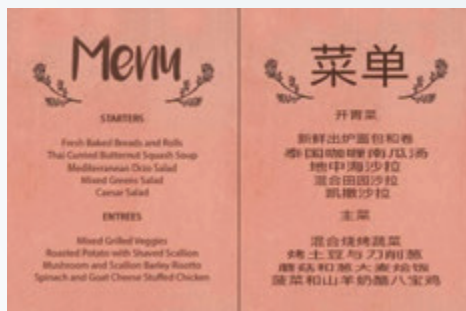 Menu
STARTERS
Fresh Baked Breads and Rolls
Thai Curried Butternut Squash Soup
Mediterranean Orzo Salad
Mixed Greens Salad
Caesar Salad
ENTREES
Mixed Grilled Veggies
Roasted Potato with Shaved Scallion
Mushroom and Scallion Barley Risotto
Spinach and Goat Cheese Stuffed Chicken
菜单
开胃菜
新鲜出炉面包和卷
泰国咖喱南瓜汤
地中海沙拉
混合田园沙拉
凯撒沙拉
主菜
混合烧烤蔬菜
烤土豆与刀削葱
蘑菇和葱大麦烩饭
菠菜和山羊奶酪八宝鸡